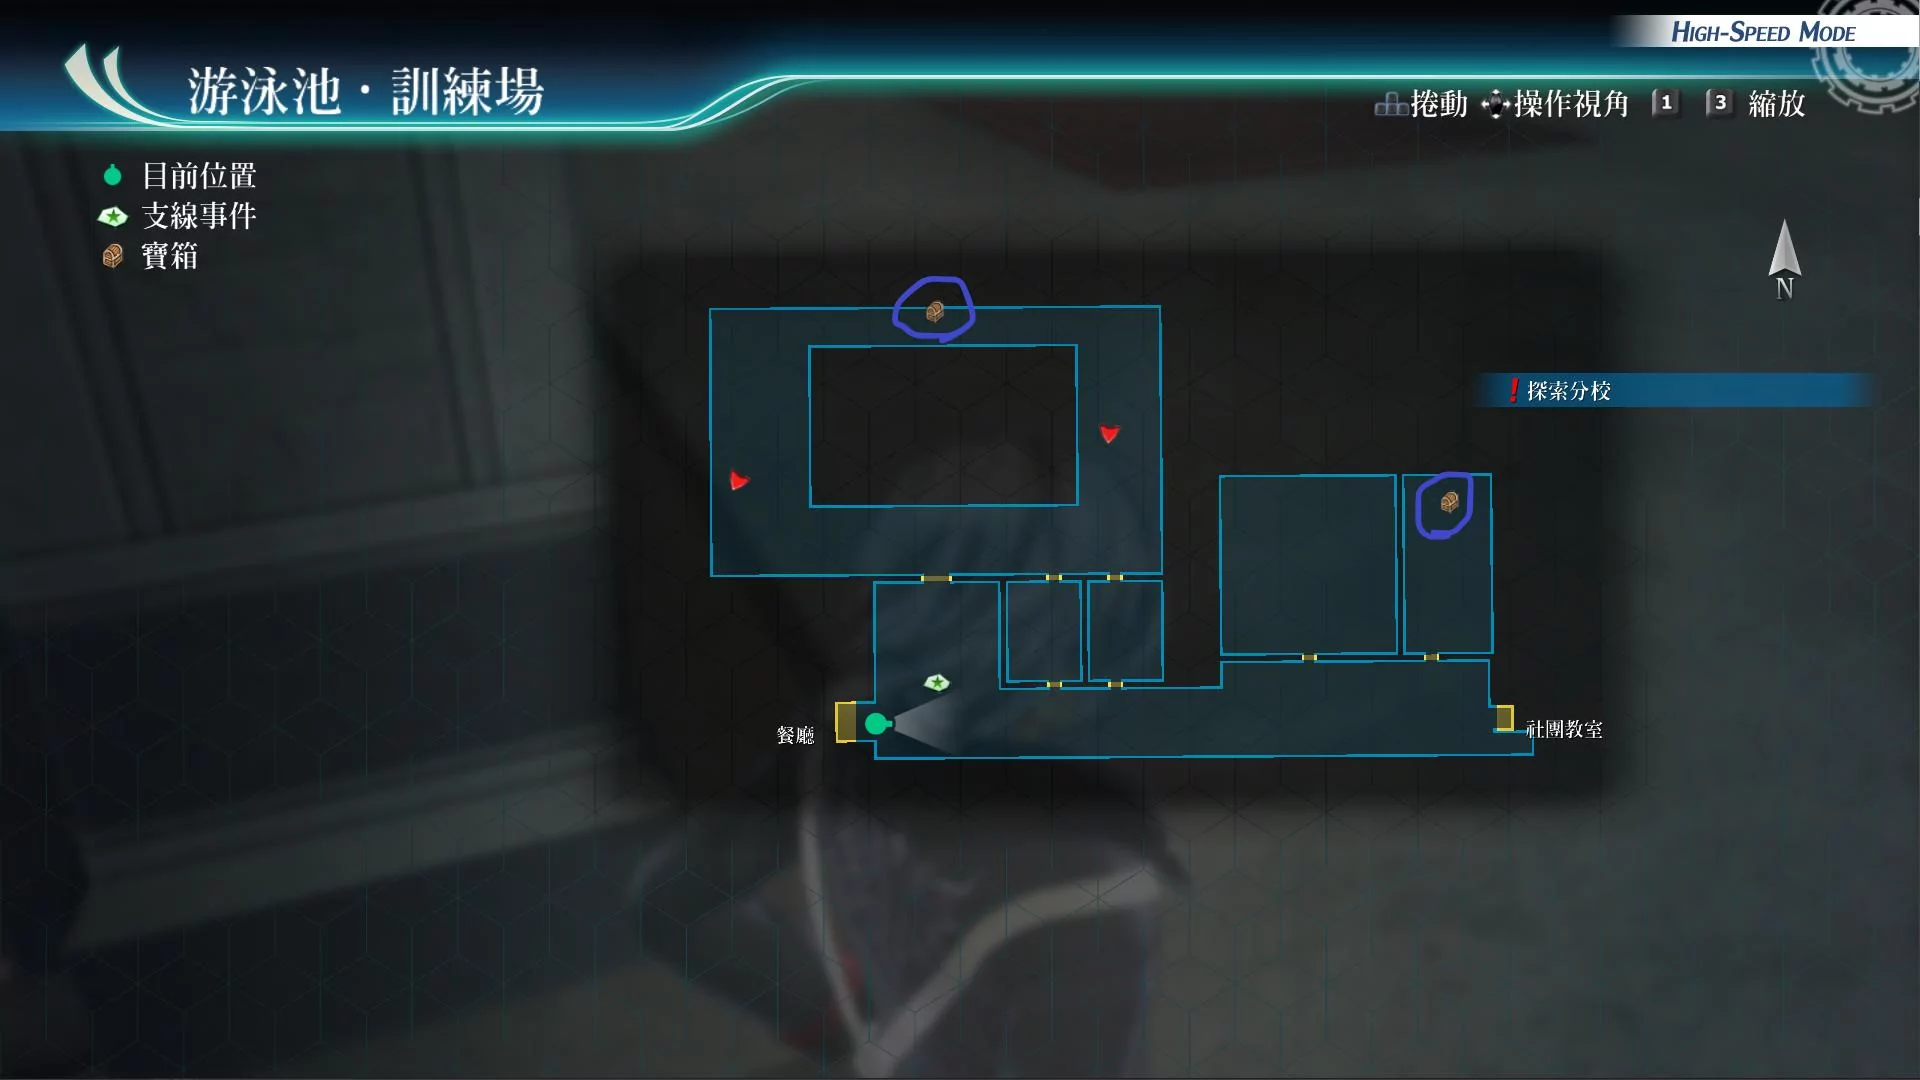 HIGH-SPEED MODE
游泳池・訓練場
捲動 操作視角 1 3 縮放
目前位置
支線事件
寶箱
N
! 探索分校
餐廳
社團教室